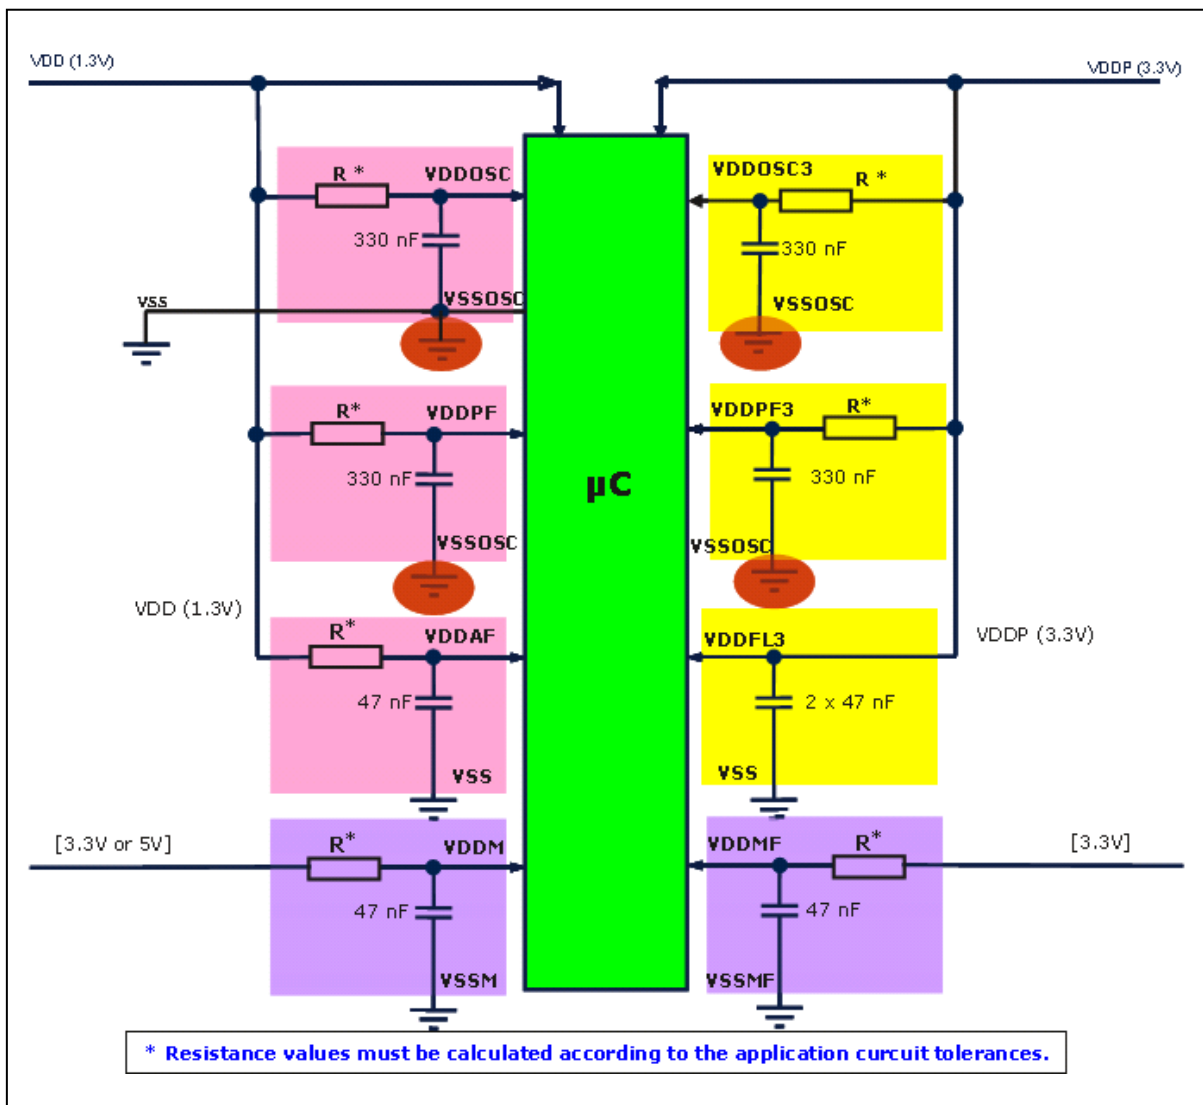 VDD (1.3V)
VDDP (3.3V)
R *
VDDOSC
330 nF
VSSOSC
VSS
VDDOSC3
R *
330 nF
VSSOSC
R*
VDDPF
330 nF
VSSOSC
VDDPF3
R*
330 nF
VSSOSC
µC
VDD (1.3V)
R*
VDDAF
47 nF
VSS
VDDFL3
VDDP (3.3V)
2 x 47 nF
VSS
[3.3V or 5V]
R*
VDDM
47 nF
VSSM
VDDMF
R*
[3.3V]
47 nF
VSSMF
* Resistance values must be calculated according to the application curcuit tolerances.